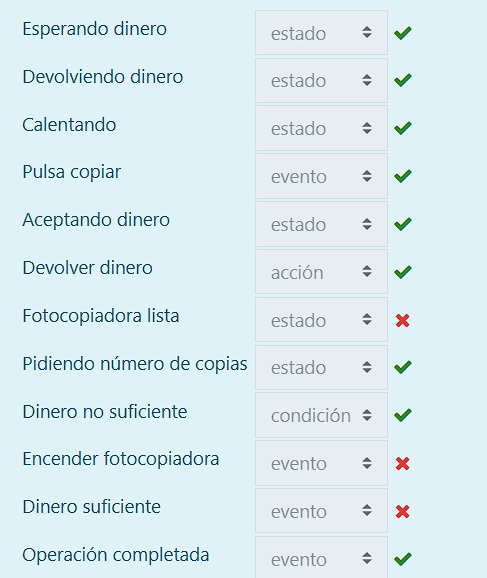 Esperando dinero estado
Devolviendo dinero estado
Calentando estado
Pulsa copiar evento
Aceptando dinero estado
Devolver dinero acción
Fotocopiadora lista estado
Pidiendo número de copias estado
Dinero no suficiente condición
Encender fotocopiadora evento
Dinero suficiente evento
Operación completada evento